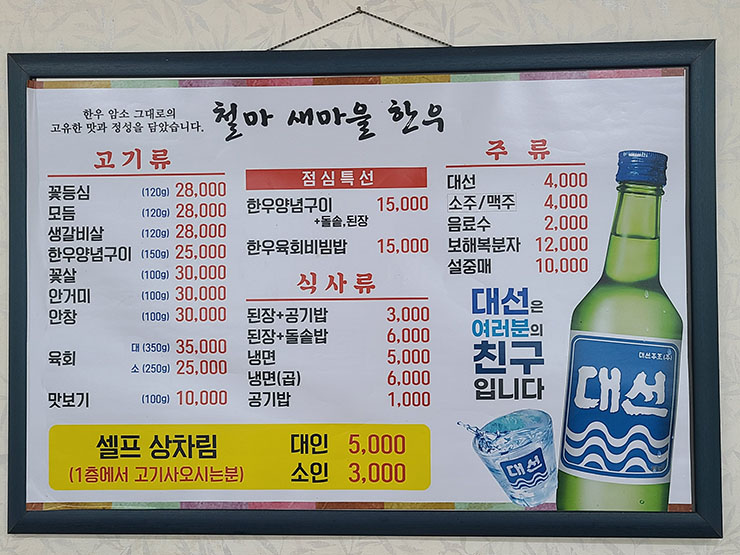 한우 암소 그대로의
고유한 맛과 정성을 담았습니다.
철마 새마을 한우
고기류
꽃등심 (120g) 28,000
모듬 (120g) 28,000
생갈비살 (120g) 28,000
한우양념구이 (150g) 25,000
꽃살 (100g) 30,000
안거미 (100g) 30,000
안창 (100g) 30,000
육회 대 (350g) 35,000
소 (250g) 25,000
맛보기 (100g) 10,000
점심특선
한우양념구이 15,000
+돌솥,된장
한우육회비빔밥 15,000
식사류
된장+공기밥 3,000
된장+돌솥밥 6,000
냉면 5,000
냉면(곱) 6,000
공기밥 1,000
주류
대선 4,000
소주/맥주 4,000
음료수 2,000
보해복분자 12,000
설중매 10,000
대선은
여러분의
친구
입니다
대선주조(주)
대선
대선
셀프 상차림 대인 5,000
(1층에서 고기사오시는분) 소인 3,000